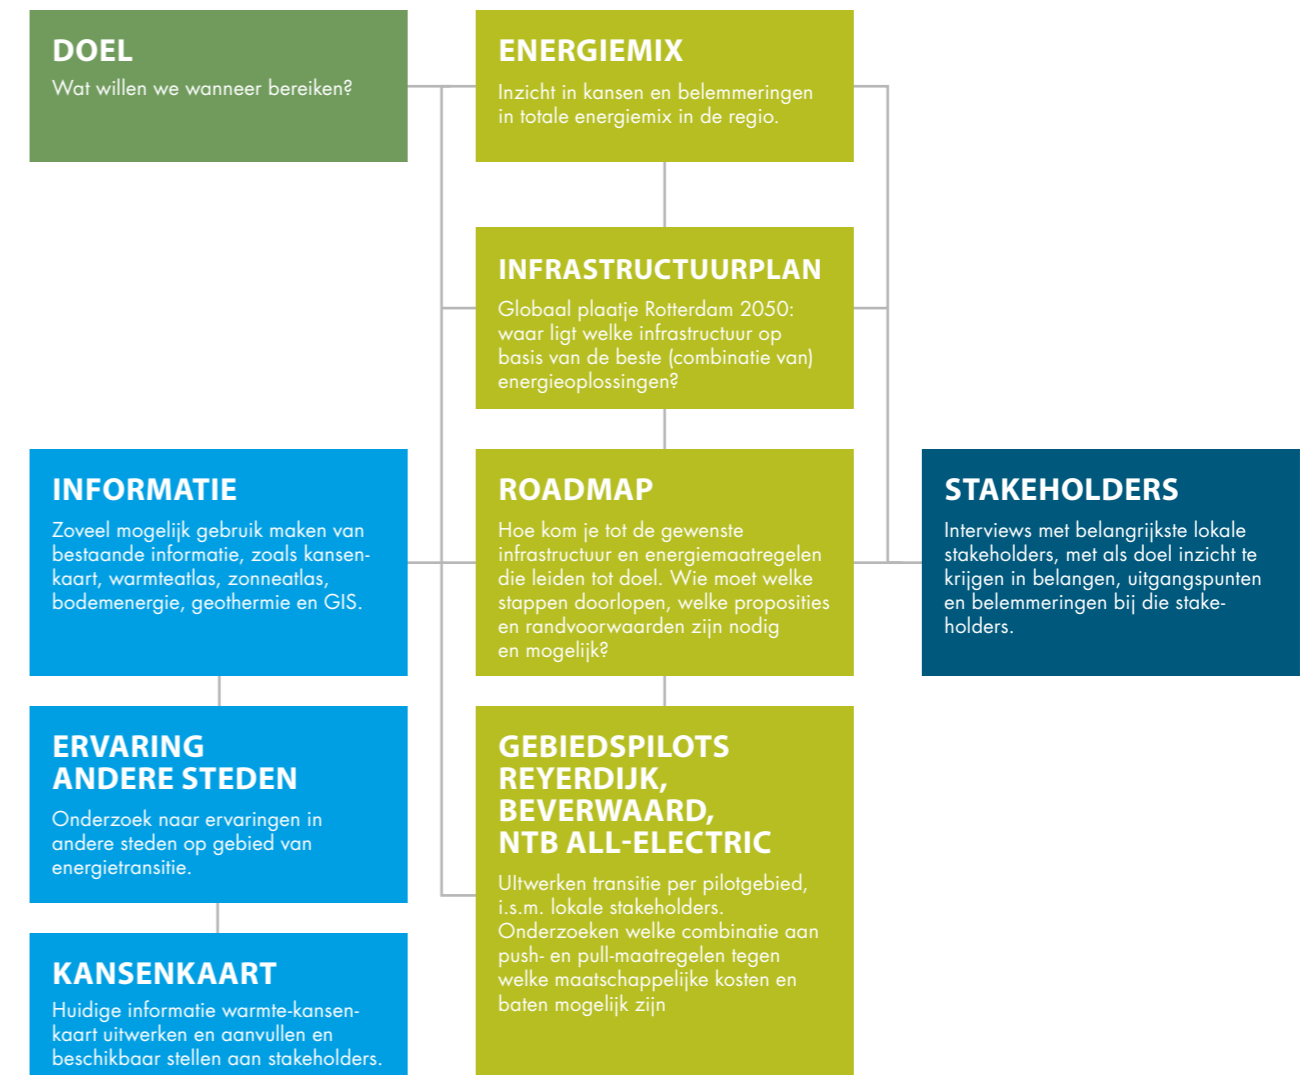 DOEL
Wat willen we wanneer bereiken?
ENERGIEMIX
Inzicht in kansen en belemmeringen
in totale energiemix in de regio.
INFRASTRUCTUURPLAN
Globaal plaatje Rotterdam 2050:
waar ligt welke infrastructuur op
basis van de beste (combinatie van)
energieoplossingen?
INFORMATIE
Zoveel mogelijk gebruik maken van
bestaande informatie, zoals kansen-
kaart, warmteatlas, zonneatlas,
bodemenergie, geothermie en GIS.
ROADMAP
Hoe kom je tot de gewenste
infrastructuur en energiemaatregelen
die leiden tot doel. Wie moet welke
stappen doorlopen, welke proposities
en randvoorwaarden zijn nodig
en mogelijk?
STAKEHOLDERS
Interviews met belangrijkste lokale
stakeholders, met als doel inzicht te
krijgen in belangen, uitgangspunten
en belemmeringen bij die stake-
holders.
ERVARING
ANDERE STEDEN
Onderzoek naar ervaringen in
andere steden op gebied van
energietransitie.
GEBIEDSPILOTS
REYERDIJK,
BEVERWAARD,
NTB ALL-ELECTRIC
UItwerken transitie per pilotgebied,
i.s.m. lokale stakeholders.
Onderzoeken welke combinatie aan
push- en pull-maatregelen tegen
welke maatschappelijke kosten en
baten mogelijk zijn
KANSENKAART
Huidige informatie warmte-kansen-
kaart uitwerken en aanvullen en
beschikbaar stellen aan stakeholders.